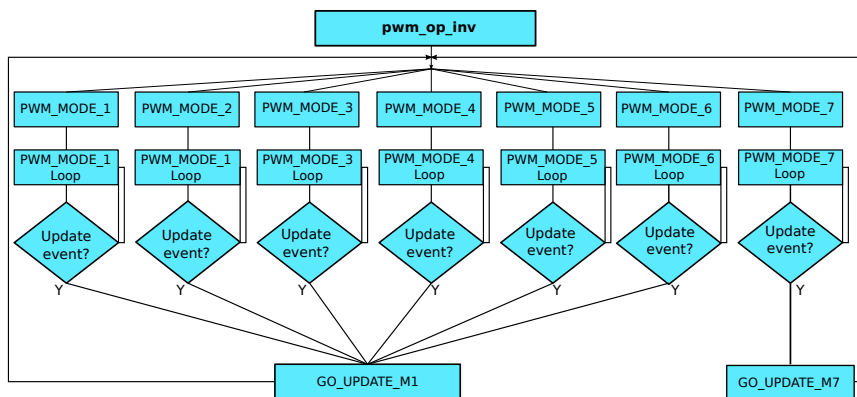 pwm_op_inv
PWM_MODE_1 PWM_MODE_2 PWM_MODE_3 PWM_MODE_4 PWM_MODE_5 PWM_MODE_6 PWM_MODE_7
PWM_MODE_1 PWM_MODE_1 PWM_MODE_3 PWM_MODE_4 PWM_MODE_5 PWM_MODE_6 PWM_MODE_7
Loop Loop Loop Loop Loop Loop Loop
Update Update Update Update Update Update Update
event? event? event? event? event? event? event?
Y Y Y Y Y Y Y
GO_UPDATE_M1 GO_UPDATE_M7